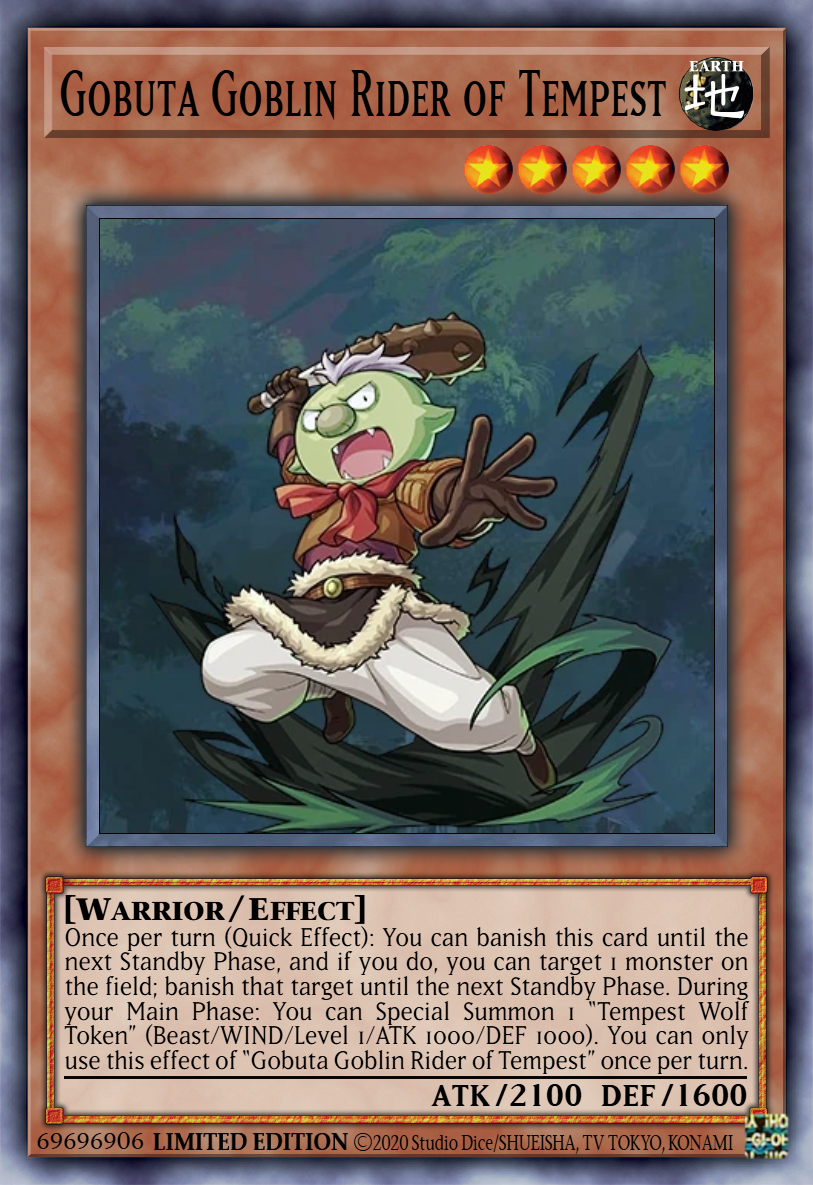 Gobuta Goblin Rider of Tempest
EARTH
地
[Warrior/Effect]
Once per turn (Quick Effect): You can banish this card until the
next Standby Phase, and if you do, you can target 1 monster on
the field; banish that target until the next Standby Phase. During
your Main Phase: You can Special Summon 1 "Tempest Wolf
Token" (Beast/WIND/Level 1/ATK 1000/DEF 1000). You can only
use this effect of "Gobuta Goblin Rider of Tempest" once per turn.
ATK/2100 DEF/1600
69696906 LIMITED EDITION ©2020 Studio Dice/SHUEISHA, TV TOKYO, KONAMI